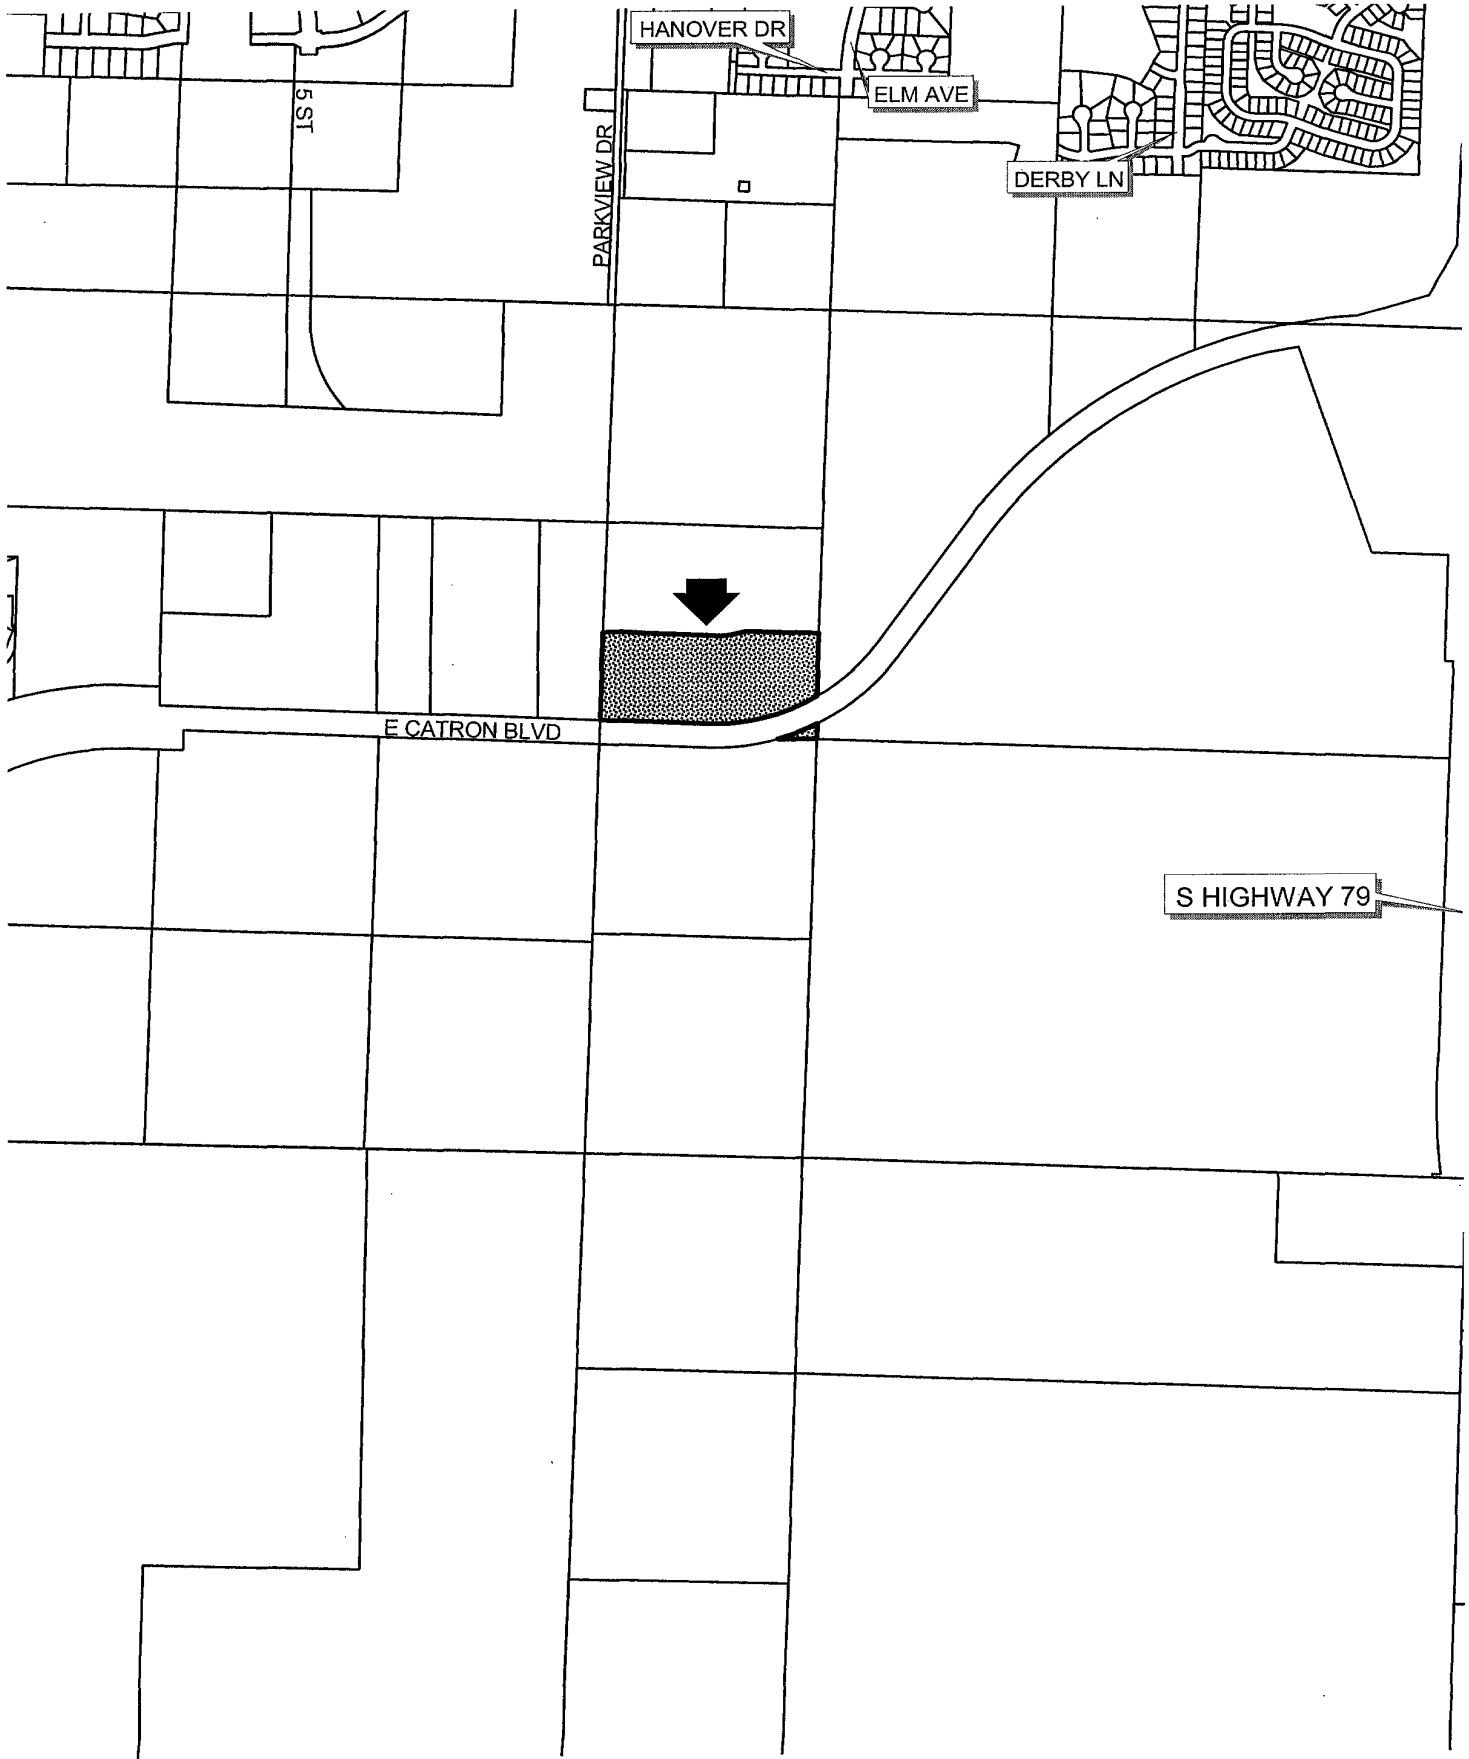 HANOVER DR
ELM AVE
5 ST
PARKVIEW DR
DERBY LN
E CATRON BLVD
S HIGHWAY 79